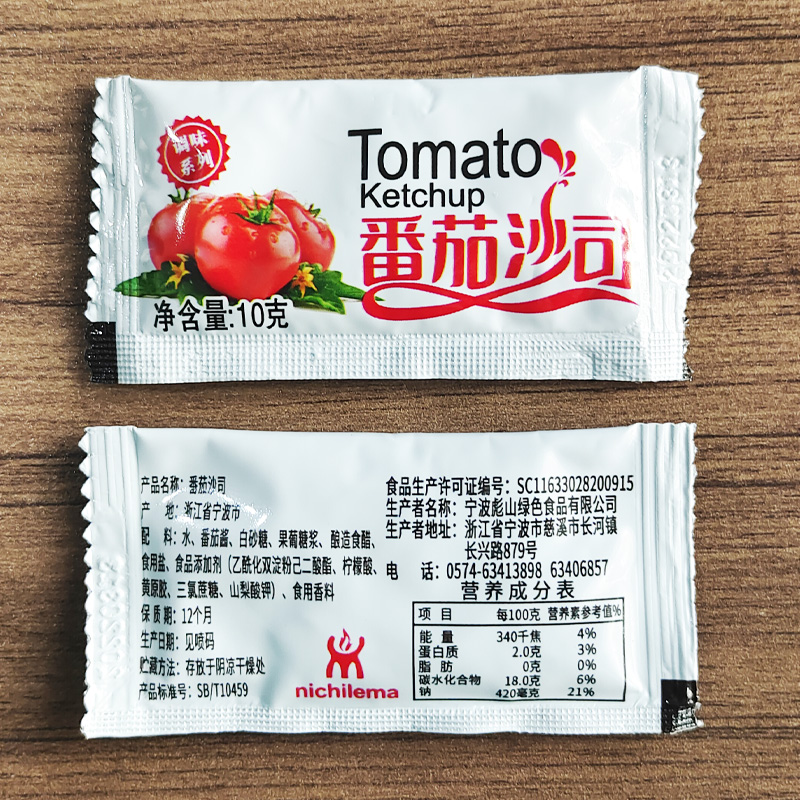 调味
系列
Tomato
Ketchup
番茄沙司
净含量:10克
产品名称：番茄沙司
产　地：浙江省宁波市
配　料：水、番茄酱、白砂糖、果葡糖浆、酿造食醋、
食用盐、食品添加剂（乙酰化双淀粉己二酸酯、柠檬酸、
黄原胶、三氯蔗糖、山梨酸钾）、食用香料
保 质 期：12个月
生产日期：见喷码
贮藏方法：存放于阴凉干燥处
产品标准号：SB/T10459
nichilema
食品生产许可证编号：SC11633028200915
生产者名称：宁波彪山绿色食品有限公司
生产者地址：浙江省宁波市慈溪市长河镇
长兴路879号
电　话：0574-63413898 63406857
营养成分表
项 目 每100克 营养素参考值%
能 量 340千焦 4%
蛋白质 2.0克 3%
脂 肪 0克 0%
碳水化合物 18.0克 6%
钠 420毫克 21%